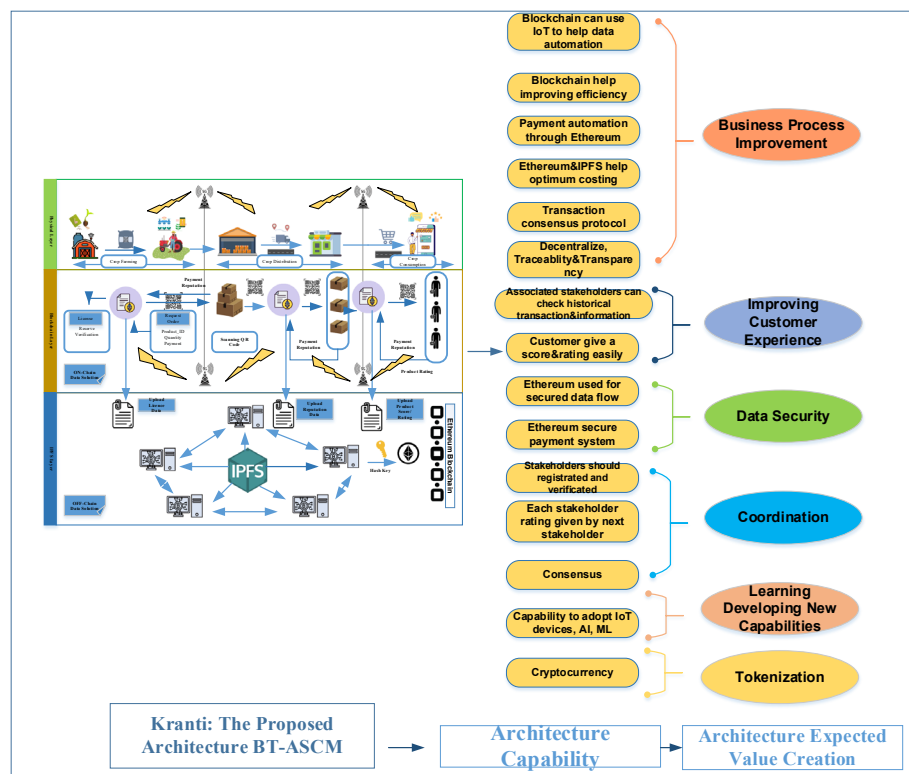 Crop Farming
Crop Distribution
Crop
Consumption
Payment
Reputation
License
Remove
Verification
Request
Order
Product_ID
Quantity
Payment
Scanning QR
Code
Payment
Reputation
Payment
Reputation
Product Rating
ON-Chain
Data Solution
Upload
License
Data
Upload
Reputation
Data
Upload
Product
Score/
Rating
IPFS
Hash Key
Ethereum Blockchain
OFF-Chain
Data Solution
Blockchain can use
IoT to help data
automation
Blockchain help
improving efficiency
Payment automation
through Ethereum
Ethereum&IPFS help
optimum costing
Transaction
consensus protocol
Decentralize,
Traceablity&Transpare
ncy
Associated stakeholders can
check historical
transaction&information
Customer give a
score&rating easily
Ethereum used for
secured data flow
Ethereum secure
payment system
Stakeholders should
registrated and
verificated
Each stakeholder
rating given by next
stakeholder
Consensus
Capability to adopt IoT
devices, AI, ML
Cryptocurrency
Business Process
Improvement
Improving
Customer
Experience
Data Security
Coordination
Learning
Developing New
Capabilities
Tokenization
Kranti: The Proposed
Architecture BT-ASCM
Architecture
Capability
Architecture Expected
Value Creation